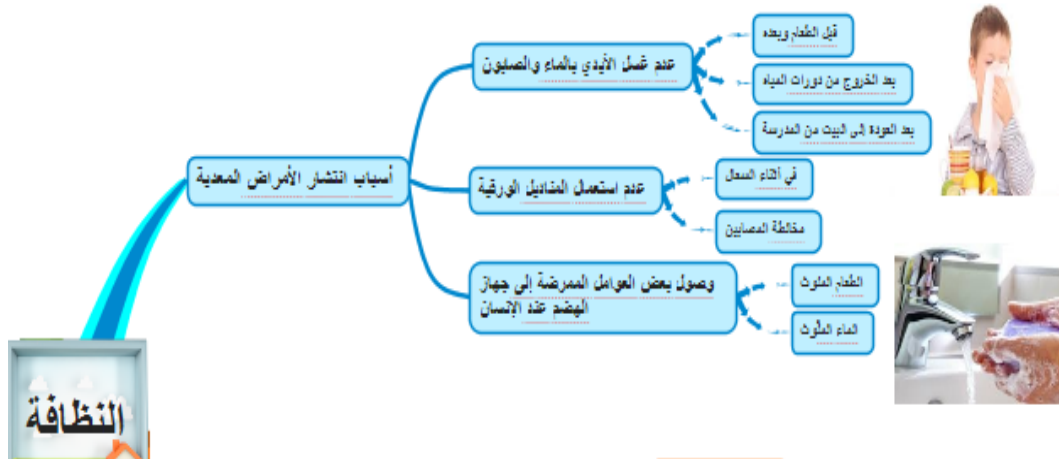 النظافة
أسباب انتشار الأمراض المعدية
عدم غسل الأيدي بالماء والصابون
قبل الطعام وبعده
بعد الخروج من دورات المياه
بعد العودة إلى البيت من المدرسة
عدم استعمال المناديل الورقية
في أثناء السعال
مخالطة المصابين
وصول بعض العوامل الممرضة إلى جهاز
الهضم عند الإنسان
الطعام الملوث
الماء الملّوث